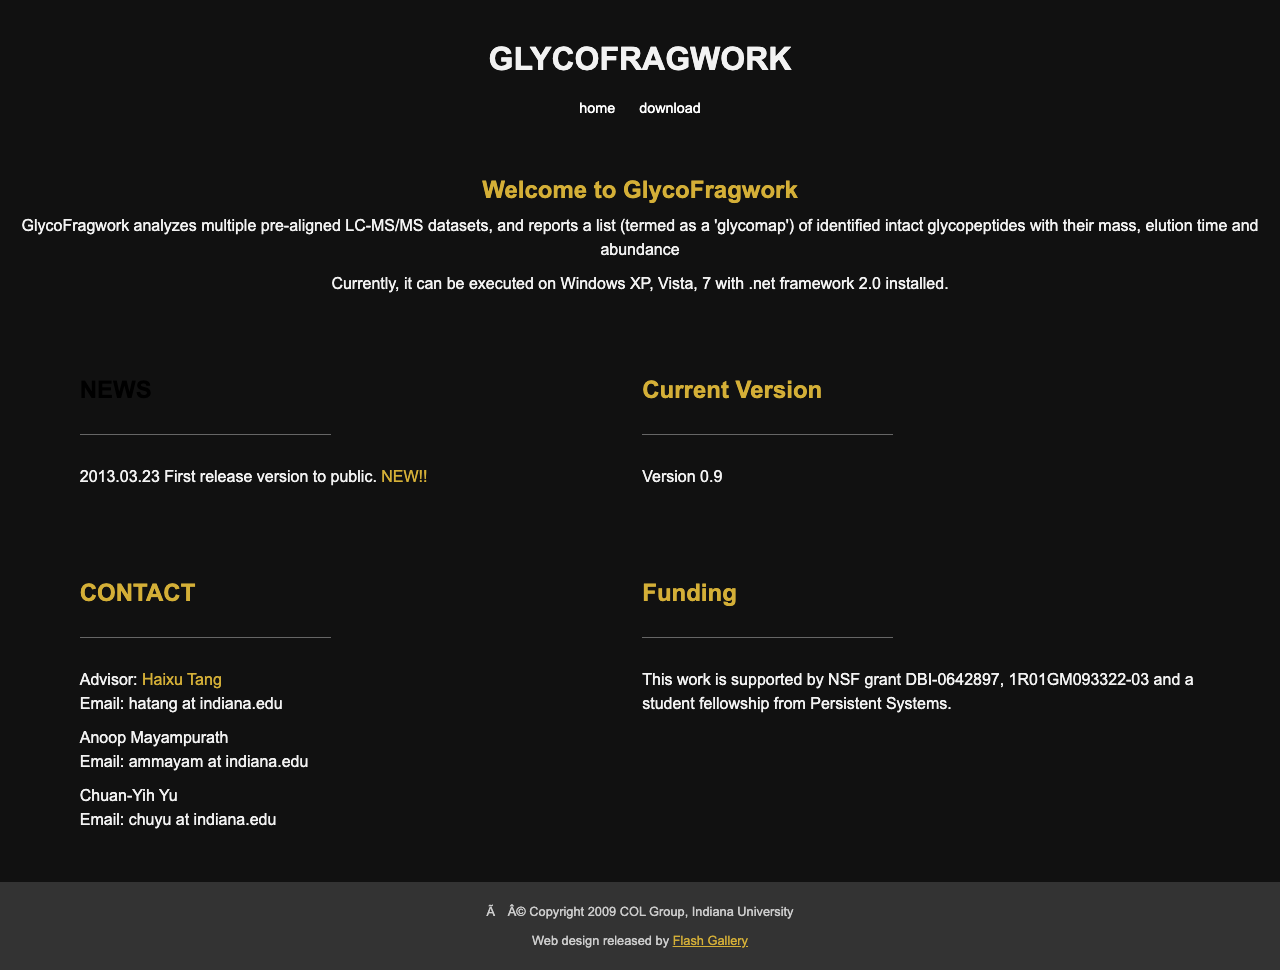 GLYCOFRAGWORK
home download
Welcome to GlycoFragwork
GlycoFragwork analyzes multiple pre-aligned LC-MS/MS datasets, and reports a list (termed as a 'glycomap') of identified intact glycopeptides with their mass, elution time and
abundance
Currently, it can be executed on Windows XP, Vista, 7 with .net framework 2.0 installed.
NEWS
2013.03.23 First release version to public. NEW!!
Current Version
Version 0.9
CONTACT
Advisor: Haixu Tang
Email: hatang at indiana.edu
Anoop Mayampurath
Email: ammayam at indiana.edu
Chuan-Yih Yu
Email: chuyu at indiana.edu
Funding
This work is supported by NSF grant DBI-0642897, 1R01GM093322-03 and a
student fellowship from Persistent Systems.
Ã Â© Copyright 2009 COL Group, Indiana University
Web design released by Flash Gallery